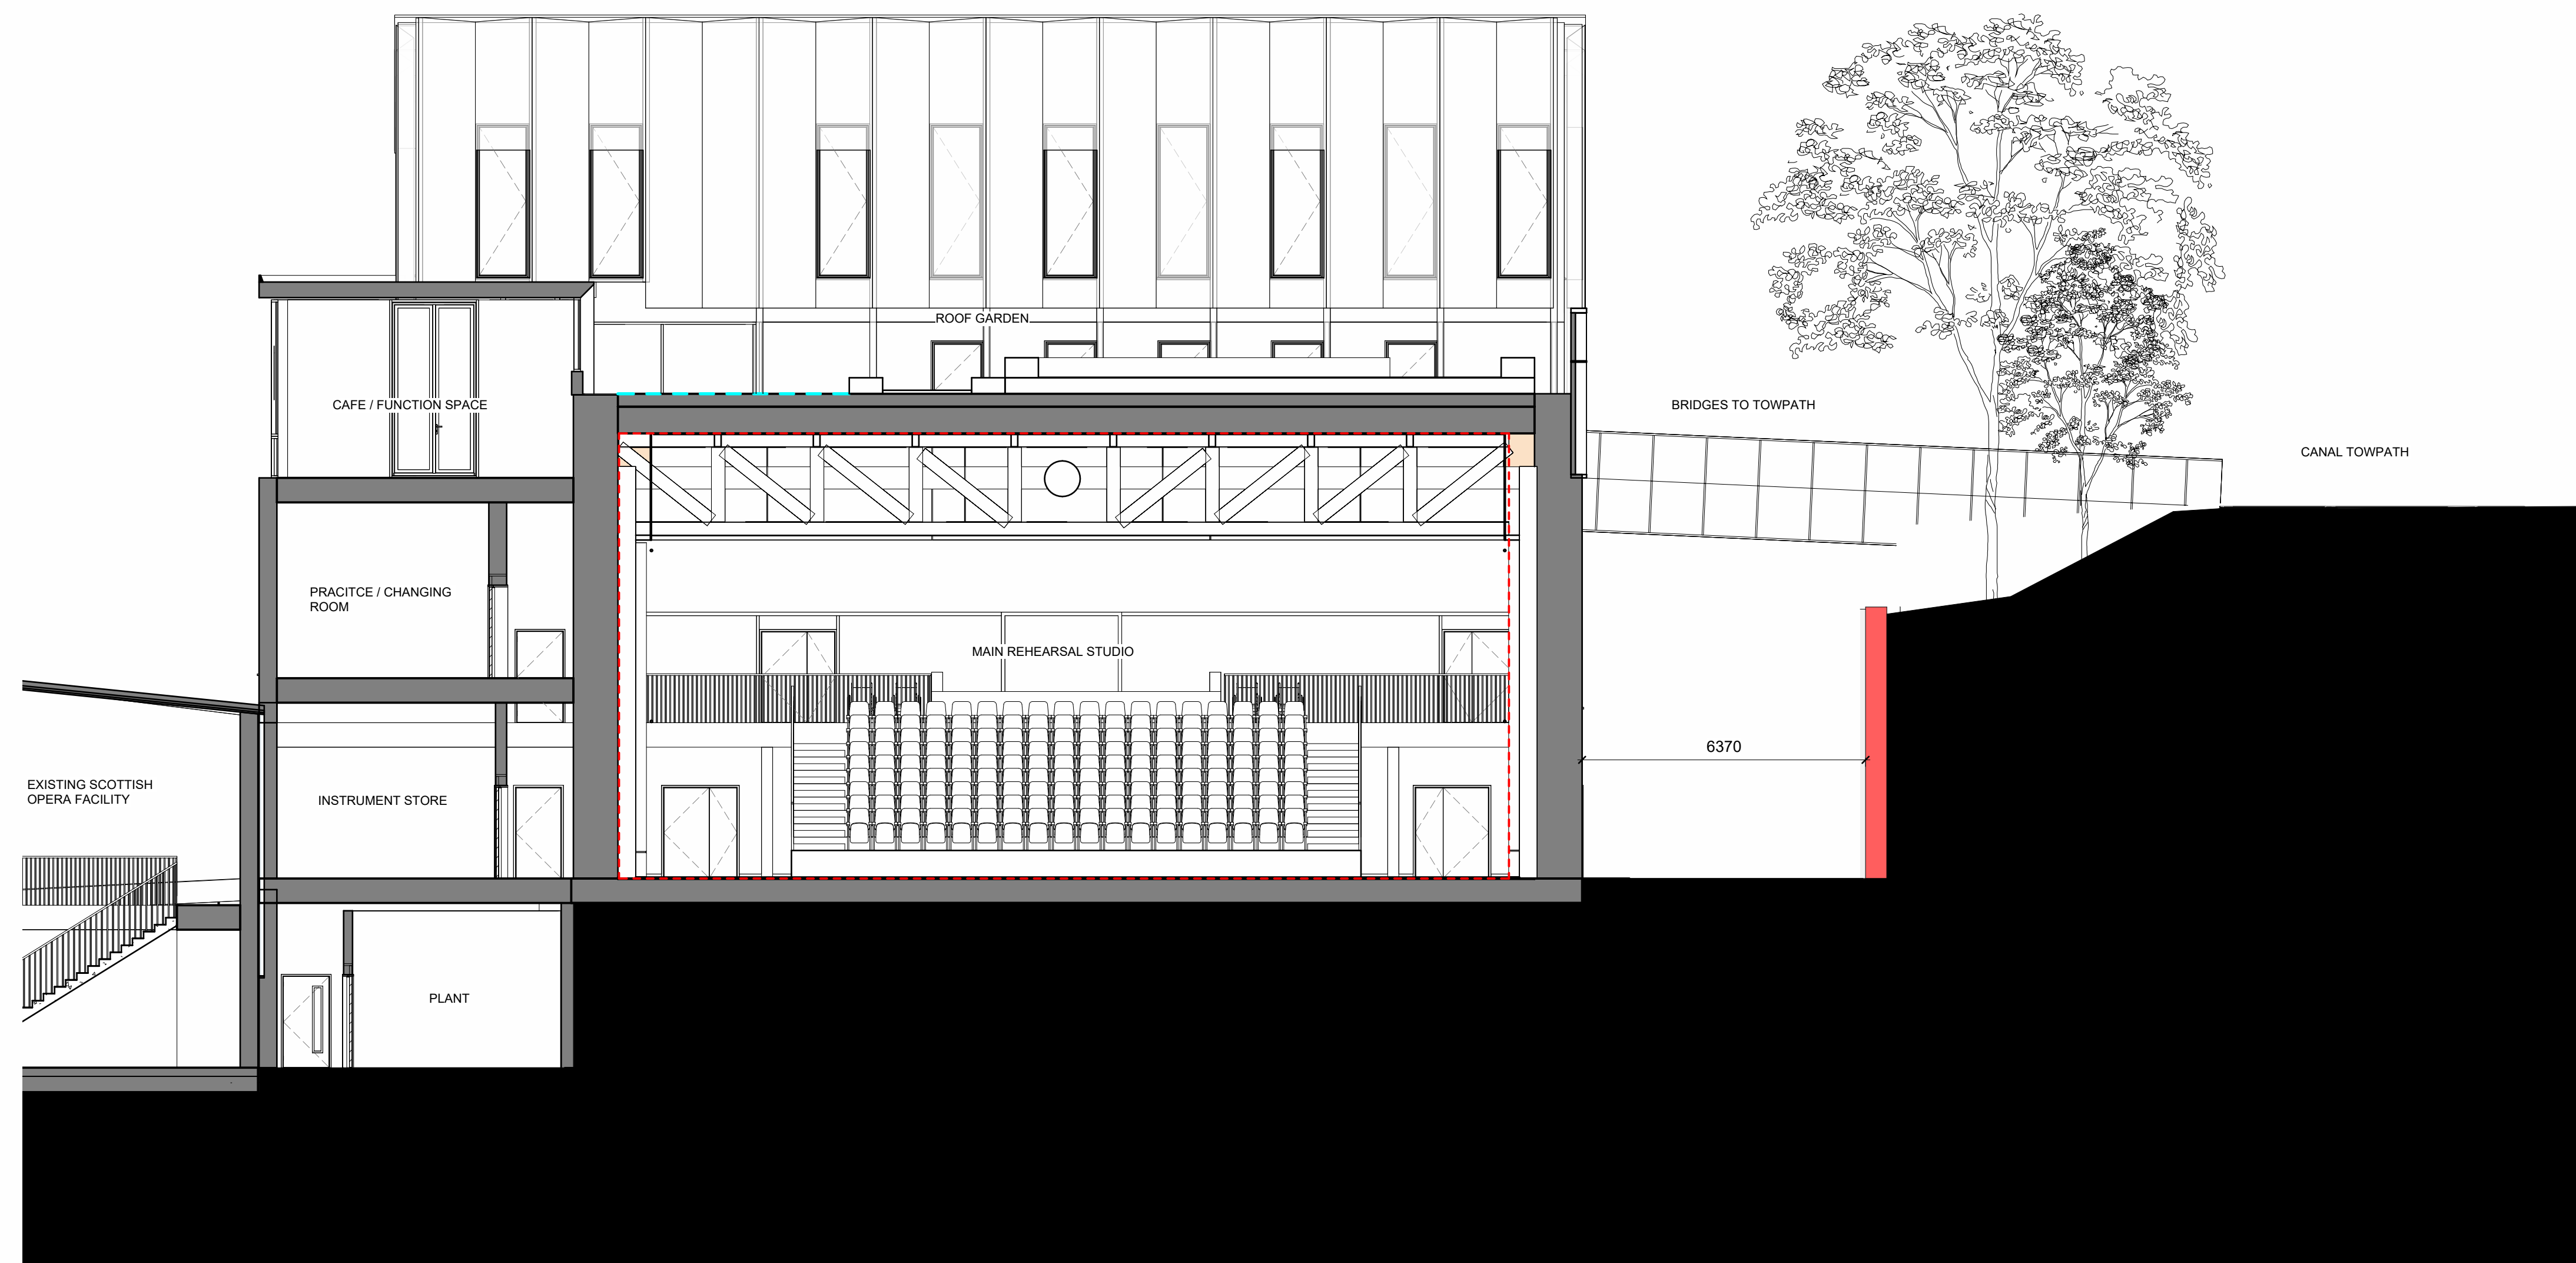 ROOF GARDEN
CAFE / FUNCTION SPACE
BRIDGES TO TOWPATH
CANAL TOWPATH
PRACITCE / CHANGING
ROOM
MAIN REHEARSAL STUDIO
6370
EXISTING SCOTTISH
OPERA FACILITY
INSTRUMENT STORE
PLANT